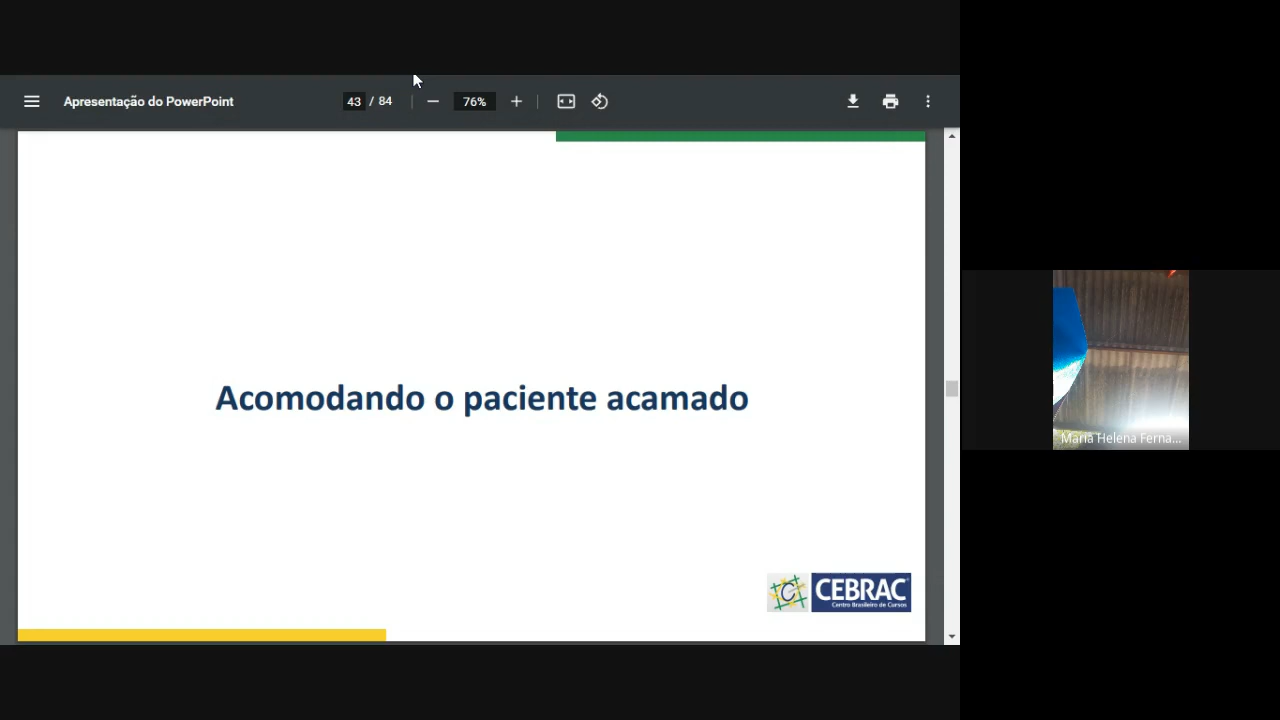 Apresentação do PowerPoint
43 / 84
76%
Acomodando o paciente acamado
C CEBRAC
Centro Brasileiro de Cursos
Maria Helena Ferna...